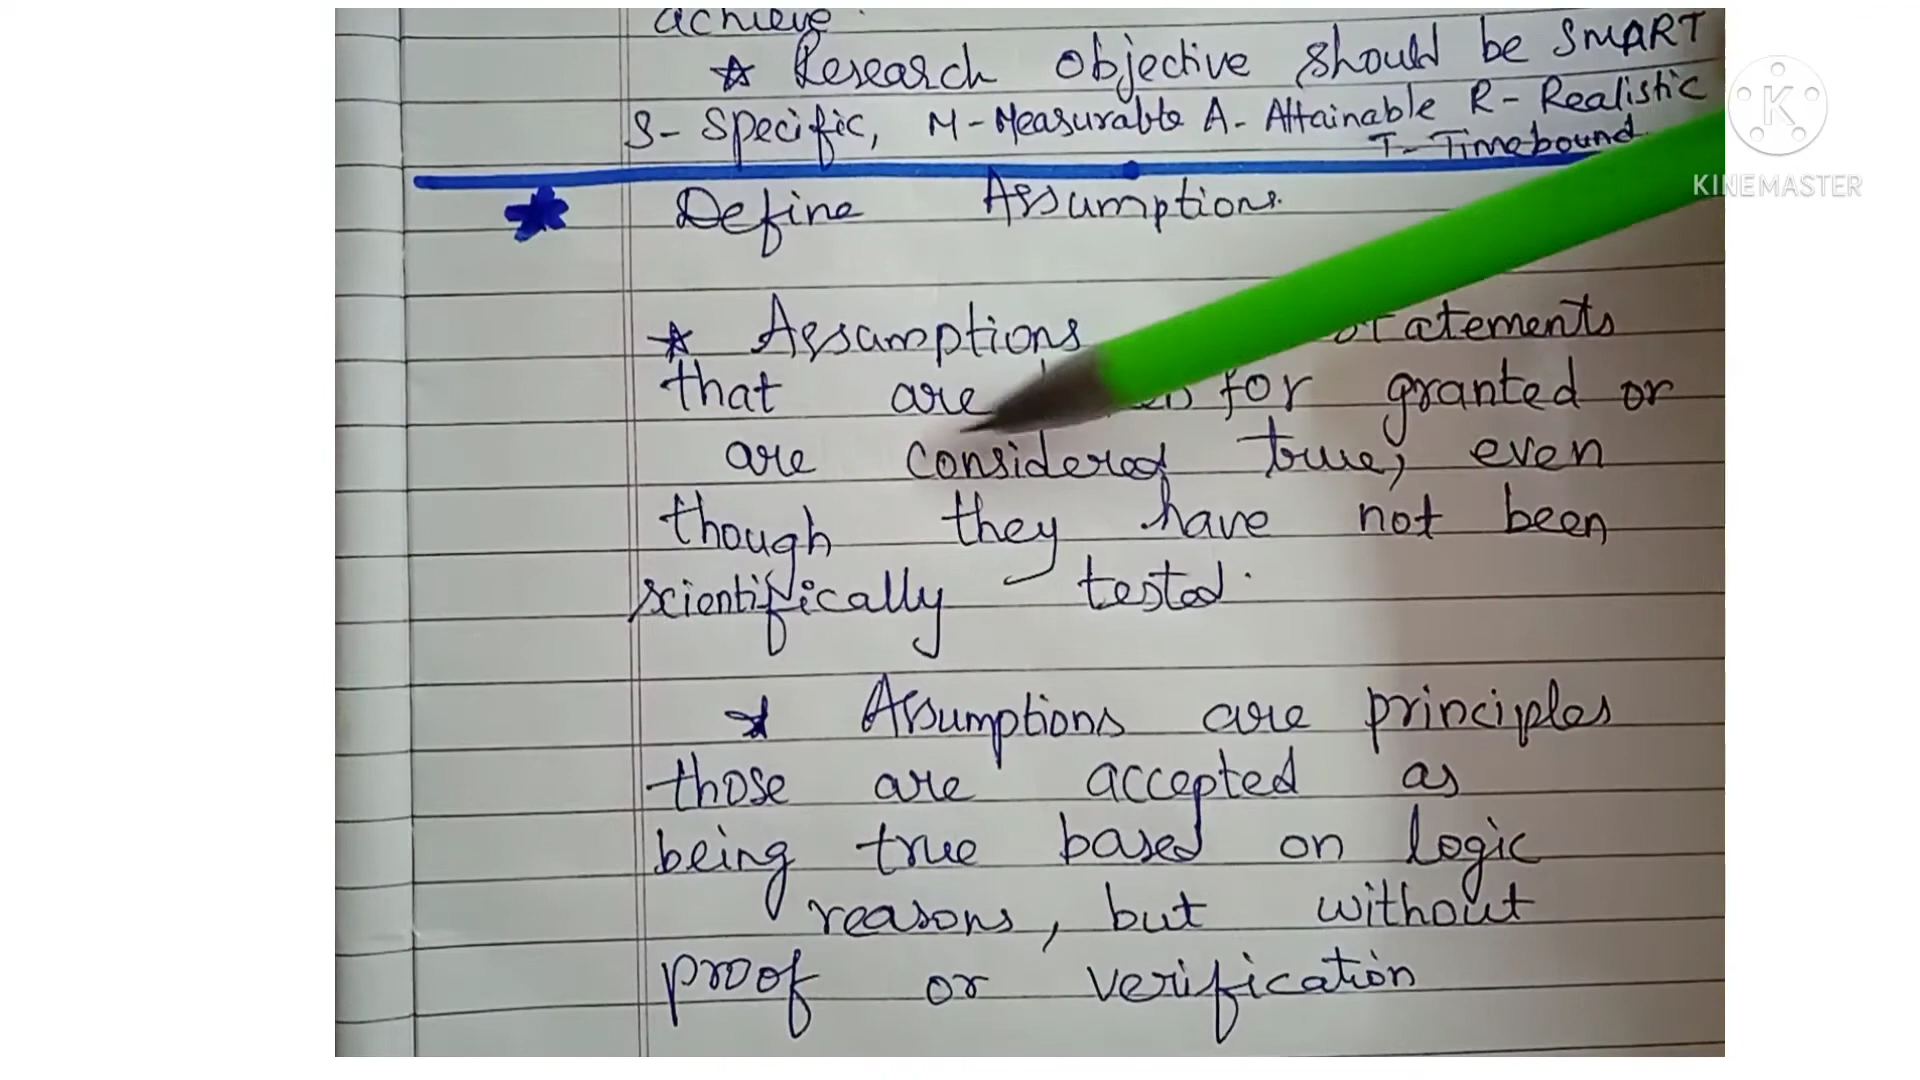 achieve.
☆ Research objective should be SMART
S- Specific, M-Measurable A- Attainable R- Realistic
T- Timebound.
Define Assumptions.
Assumptions statements
that are for granted or
are considered true, even
though they have not been
scientifically tested.
Assumptions are principles
those are accepted as
being true based on logic
reasons, but without
proof or verification
KINEMASTER